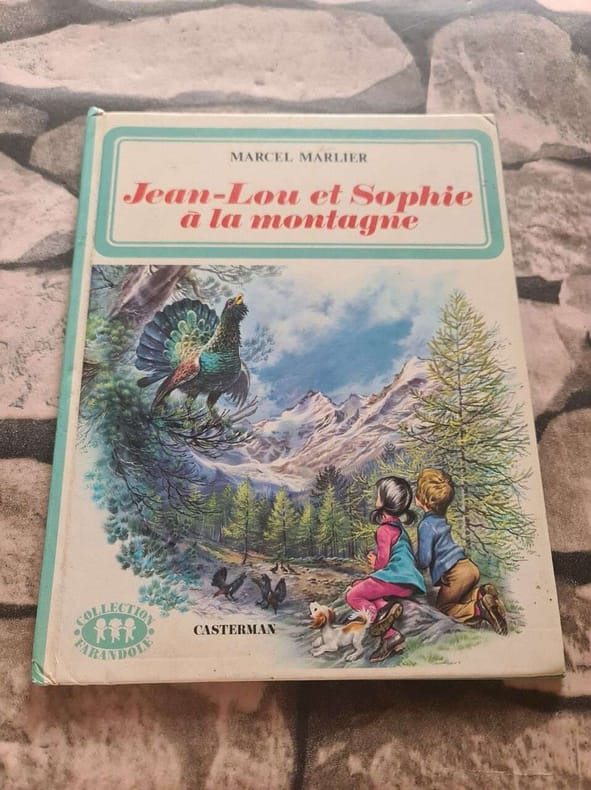 MARCEL MARLIER
Jean-Lou et Sophie
à la montagne
CASTERMAN
COLLECTION
FARANDOLE